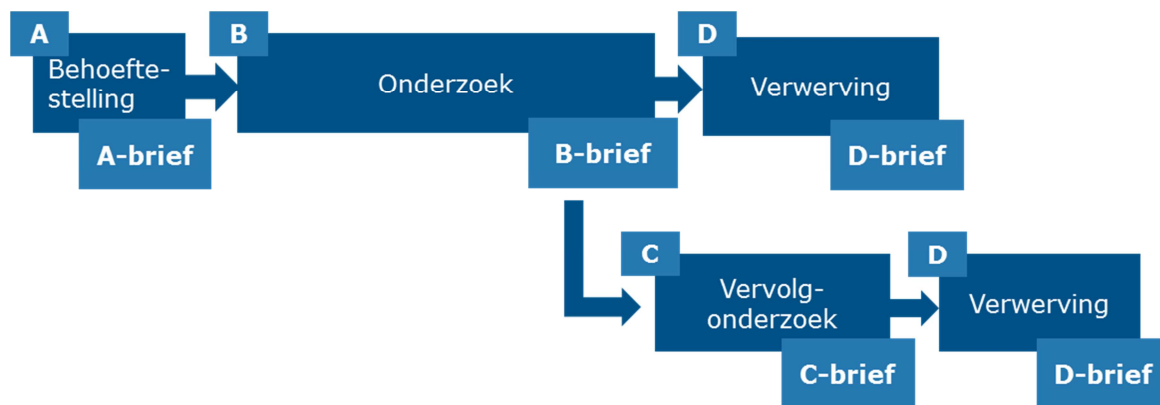 A
Behoefte-
stelling
A-brief
B
Onderzoek
B-brief
D
Verwerving
D-brief
C
Vervolg-
onderzoek
C-brief
D
Verwerving
D-brief